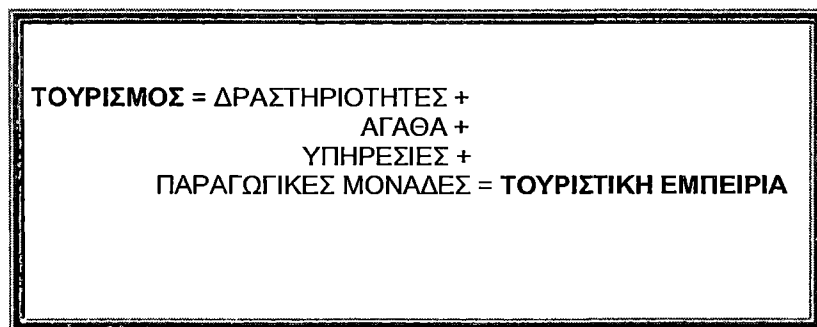 ΤΟΥΡΙΣΜΟΣ = ΔΡΑΣΤΗΡΙΟΤΗΤΕΣ +
ΑΓΑΘΑ +
ΥΠΗΡΕΣΙΕΣ +
ΠΑΡΑΓΩΓΙΚΕΣ ΜΟΝΑΔΕΣ = ΤΟΥΡΙΣΤΙΚΗ ΕΜΠΕΙΡΙΑ